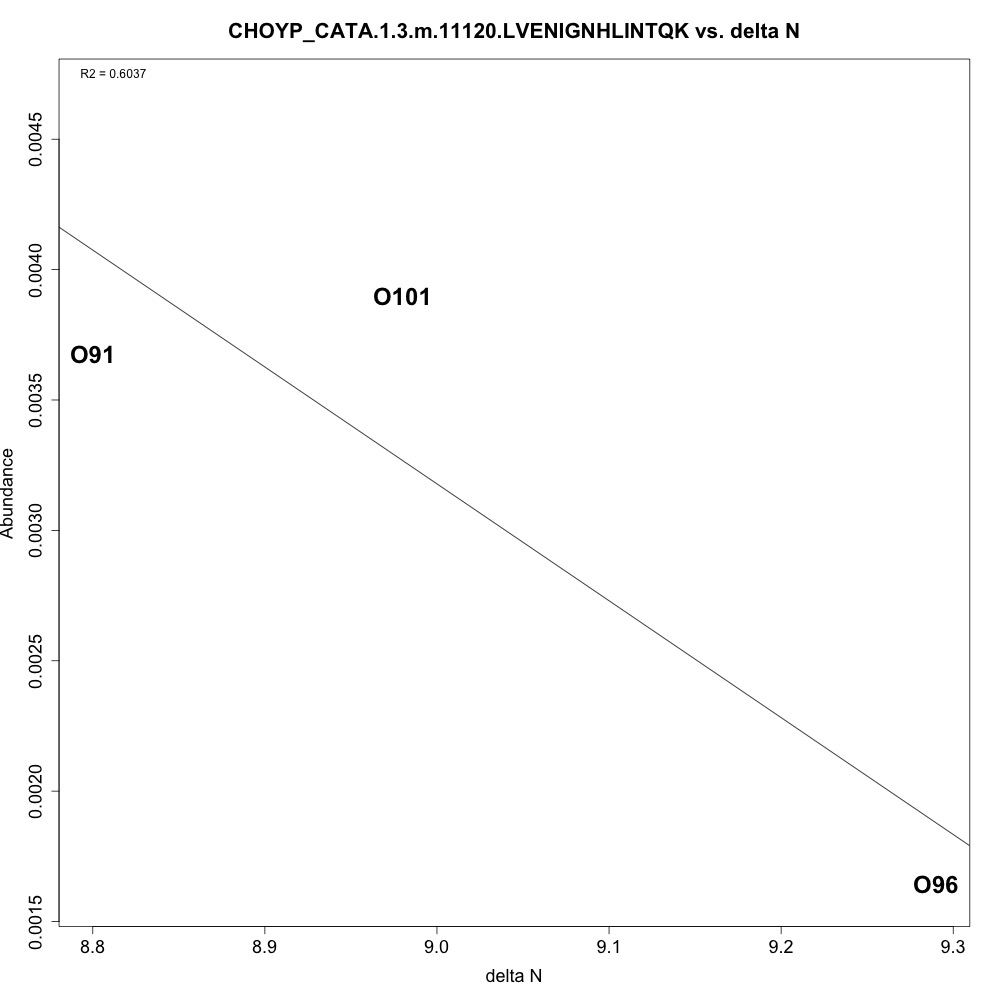 CHOYP_CATA.1.3.m.11120.LVENIGNHLINTQK vs. delta N
R2 = 0.6037
Abundance
0.0045
0.0040
0.0035
0.0030
0.0025
0.0020
0.0015
O101
O91
O96
8.8 8.9 9.0 9.1 9.2 9.3
delta N